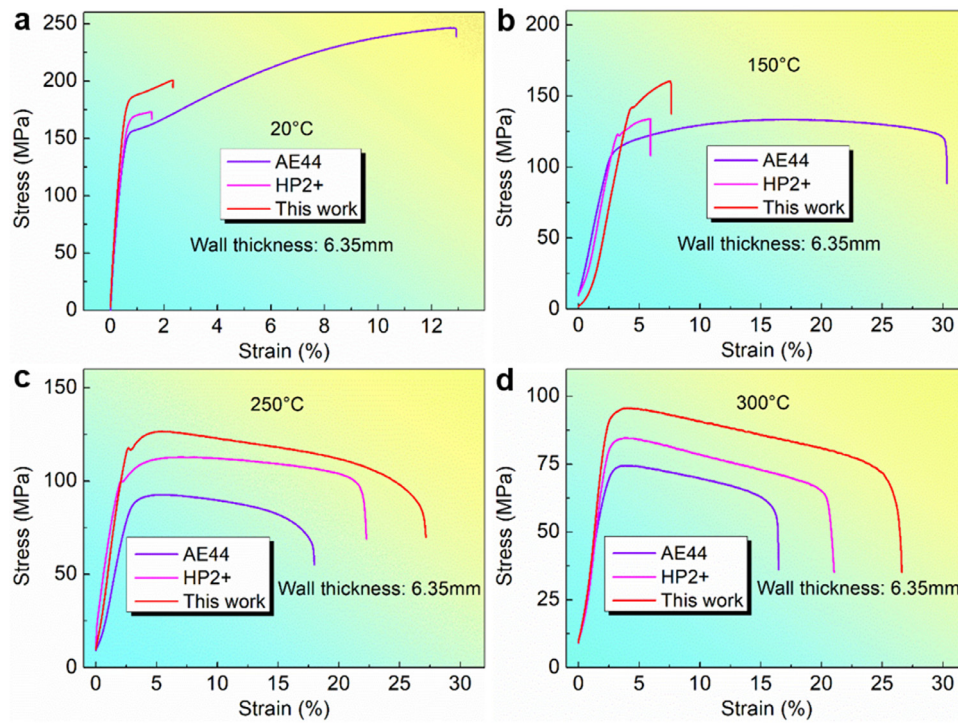 a
250
200
150
100
50
0
Stress (MPa)
20°C
AE44
HP2+
This work
Wall thickness: 6.35mm
0 2 4 6 8 10 12
Strain (%)
b
200
150
100
50
0
Stress (MPa)
150°C
AE44
HP2+
This work
Wall thickness: 6.35mm
0 5 10 15 20 25 30
Strain (%)
c
150
100
50
0
Stress (MPa)
250°C
AE44
HP2+
This work
Wall thickness: 6.35mm
0 5 10 15 20 25 30
Strain (%)
d
100
75
50
25
0
Stress (MPa)
300°C
AE44
HP2+
This work
Wall thickness: 6.35mm
0 5 10 15 20 25 30
Strain (%)